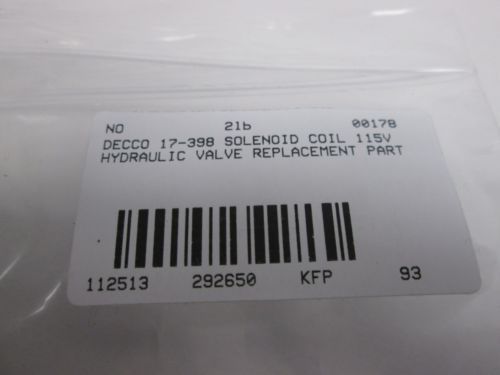 NO 21b 00178
DECCO 17-398 SOLENOID COIL 115V
HYDRAULIC VALVE REPLACEMENT PART
112513 292650 KFP 93